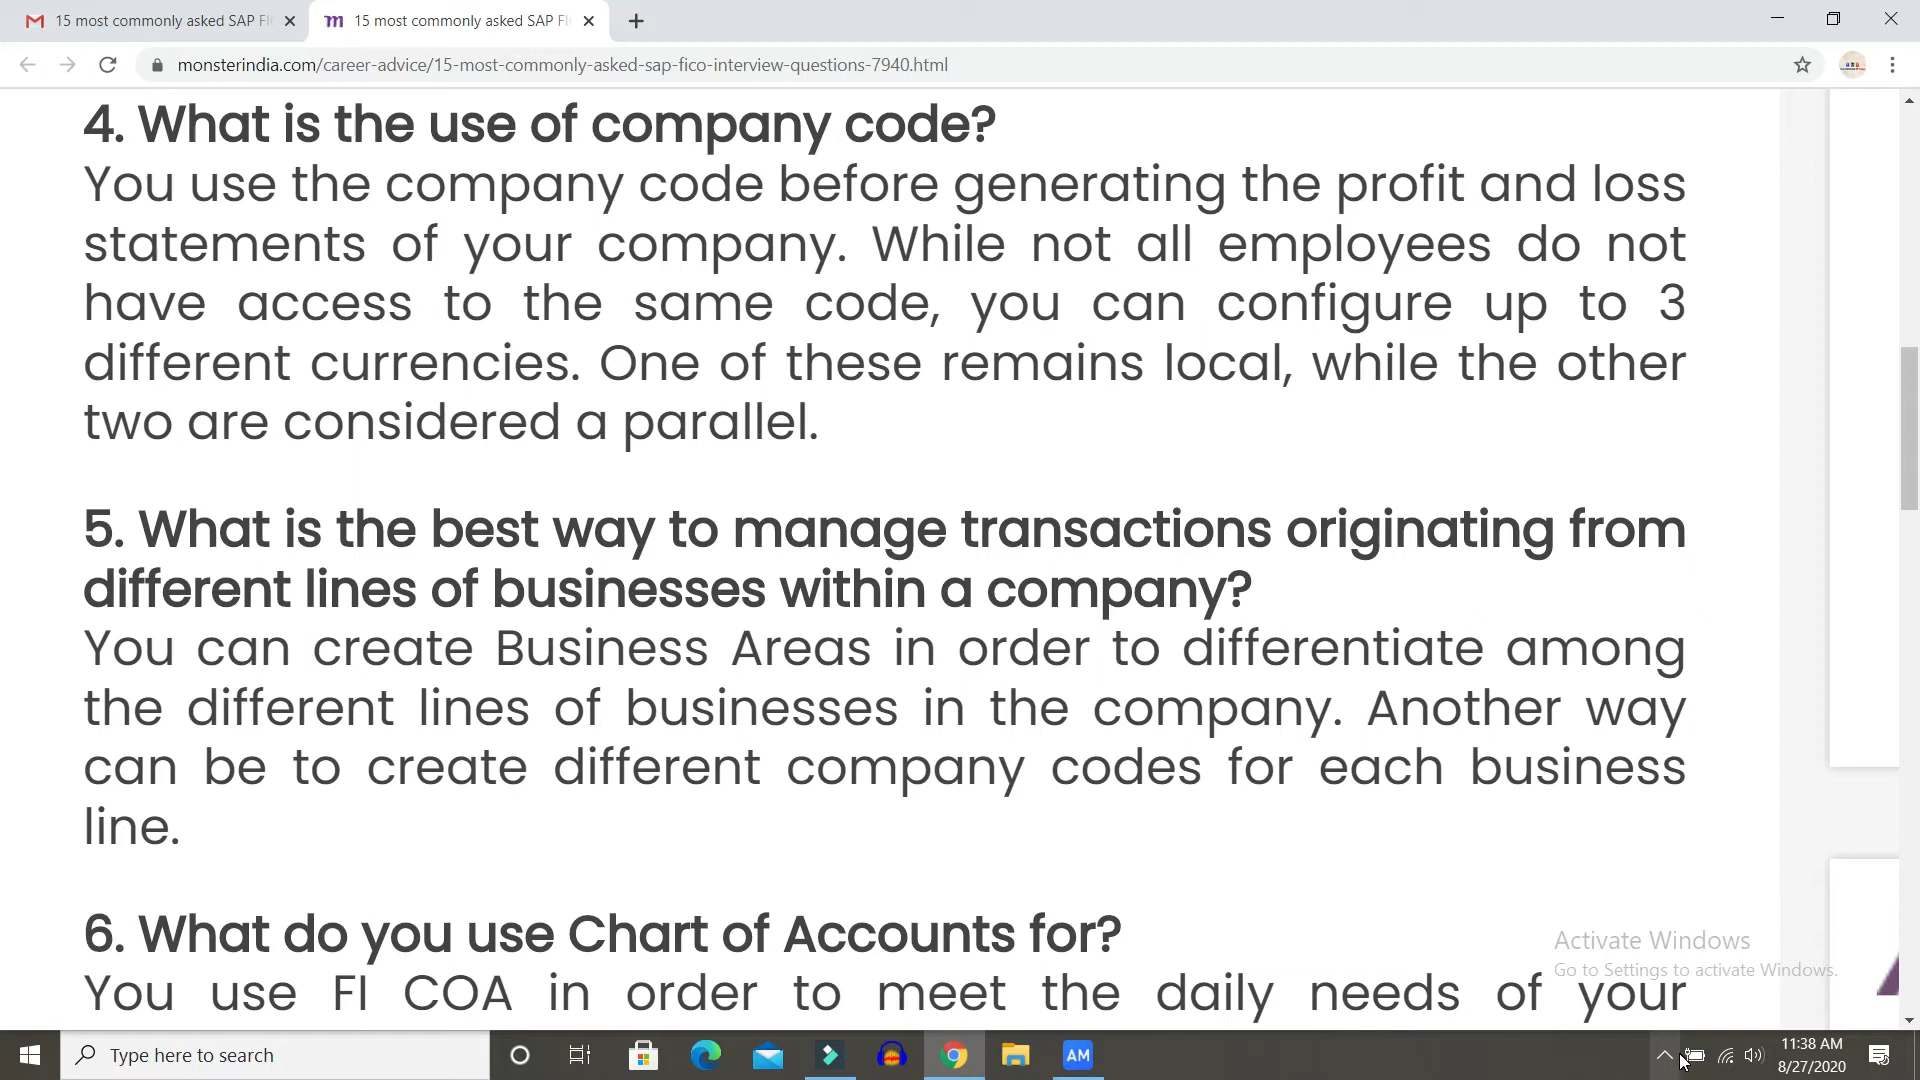 15 most commonly asked SAP FI
15 most commonly asked SAP FI
monsterindia.com/career-advice/15-most-commonly-asked-sap-fico-interview-questions-7940.html
4. What is the use of company code?
You use the company code before generating the profit and loss
statements of your company. While not all employees do not
have access to the same code, you can configure up to 3
different currencies. One of these remains local, while the other
two are considered a parallel.
5. What is the best way to manage transactions originating from
different lines of businesses within a company?
You can create Business Areas in order to differentiate among
the different lines of businesses in the company. Another way
can be to create different company codes for each business
line.
6. What do you use Chart of Accounts for?
You use FI COA in order to meet the daily needs of your
Activate Windows
Go to Settings to activate Windows.
Type here to search
AM
11:38 AM
8/27/2020